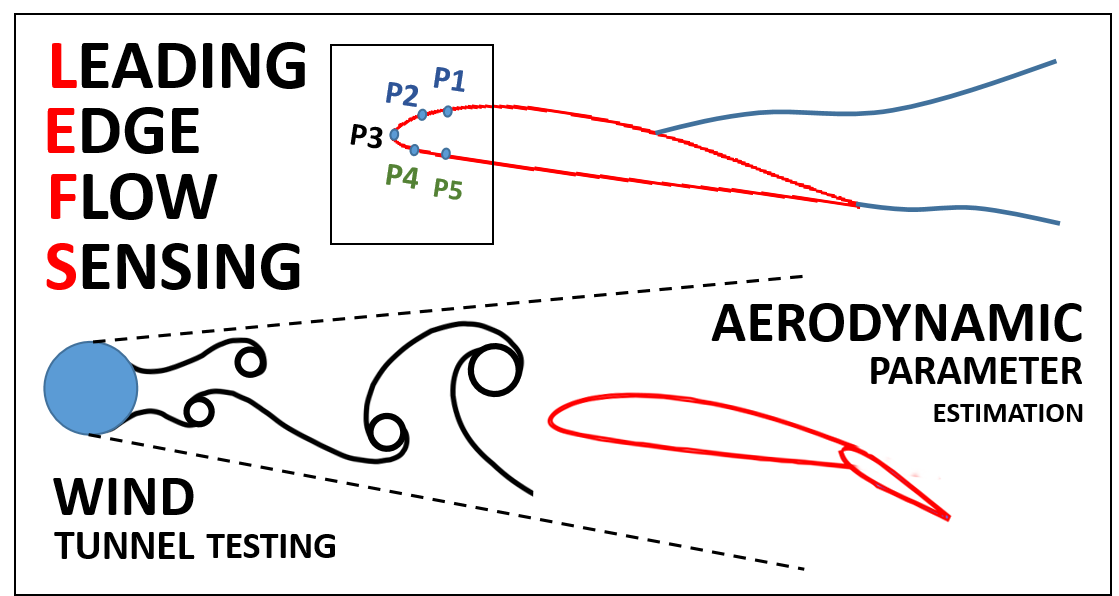 LEADING
EDGE
FLOW
SENSING
P1
P2
P3
P4
P5
AERODYNAMIC
PARAMETER
ESTIMATION
WIND
TUNNEL TESTING